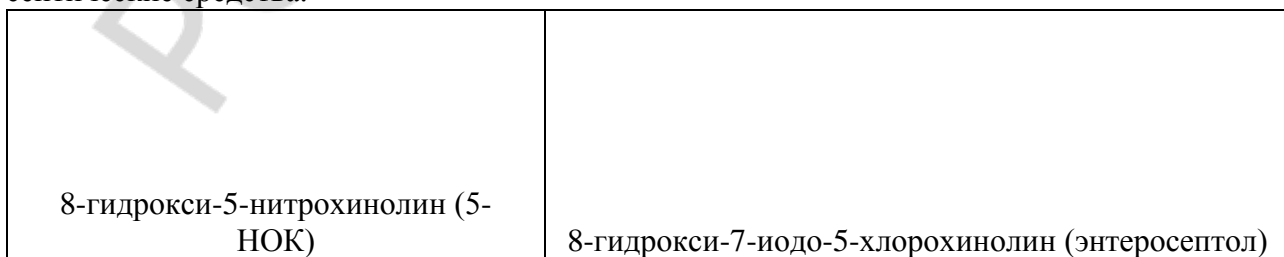 8-гидрокси-5-нитрохинолин (5-
НОК)
8-гидрокси-7-иодо-5-хлорохинолин (энтеросептол)